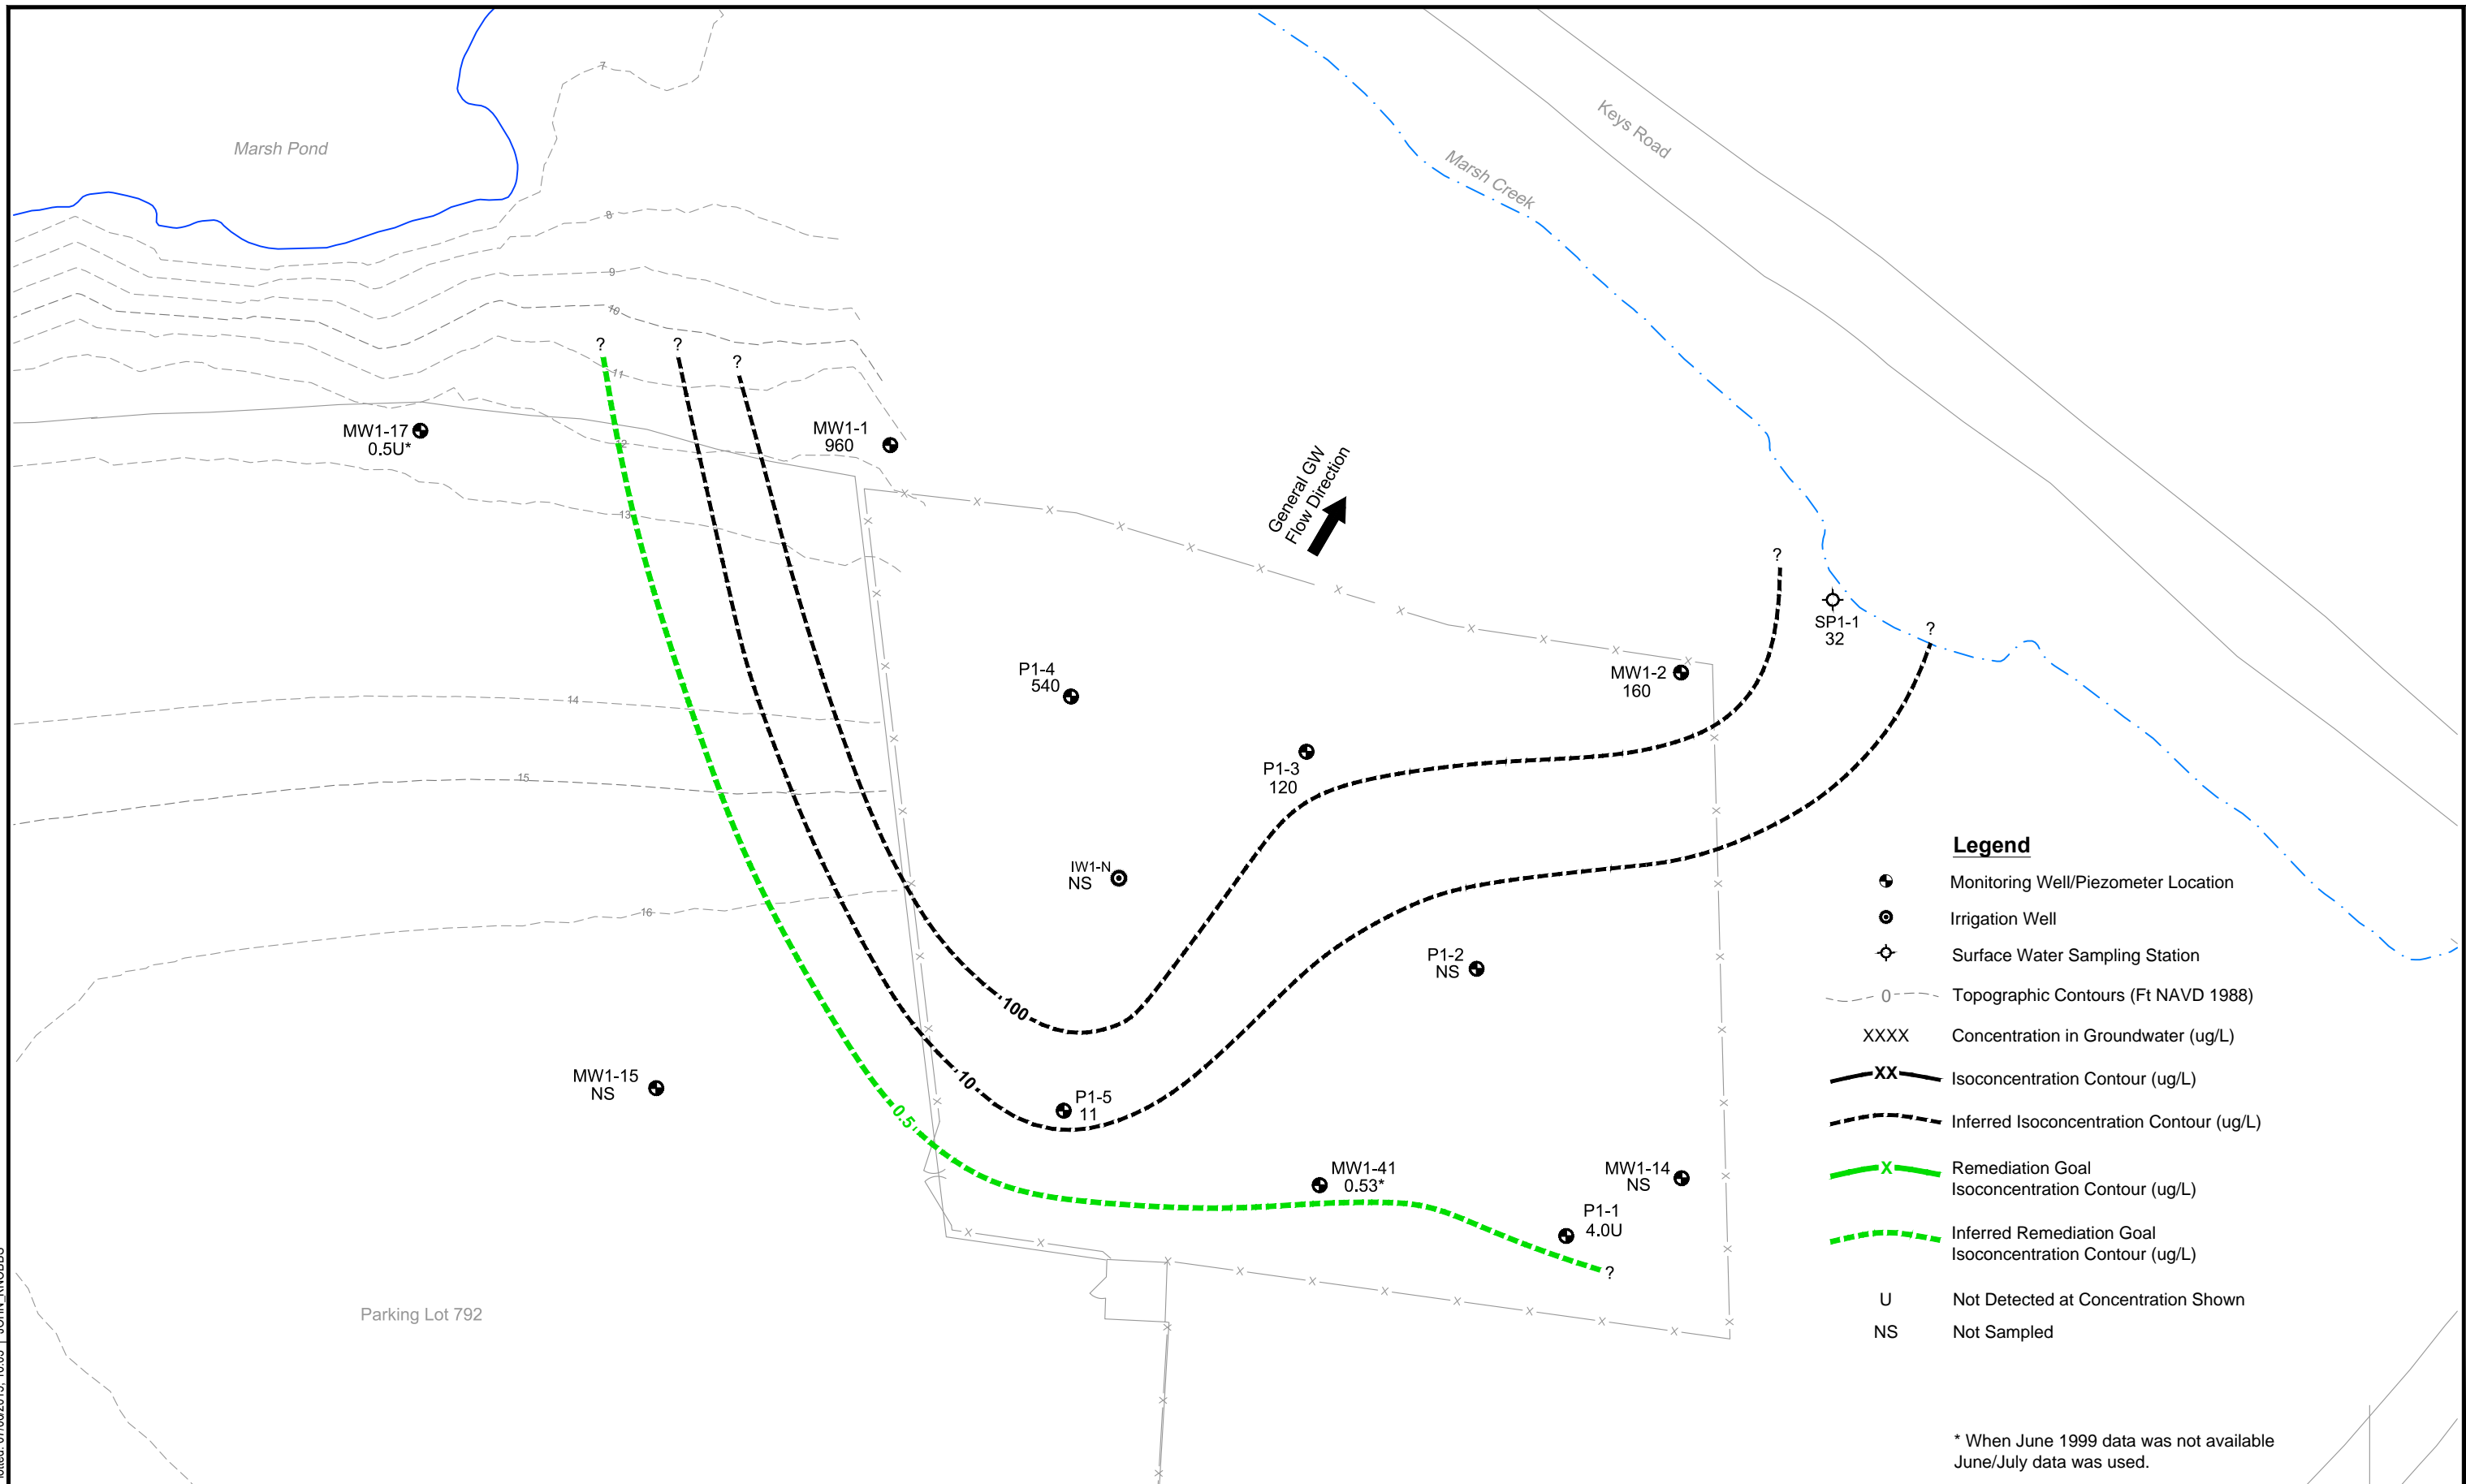 Marsh Pond
7
8
9
10
11
12
13
14
15
16
Keys Road
Marsh Creek
?
?
?
MW1-17
0.5U*
MW1-1
960
General GW
Flow Direction
?
SP1-1
32
?
P1-4
540
MW1-2
160
P1-3
120
IW1-N
NS
P1-2
NS
100
10
0.5
MW1-15
NS
P1-5
11
MW1-41
0.53*
MW1-14
NS
P1-1
4.0U
?
Parking Lot 792
Legend
Monitoring Well/Piezometer Location
Irrigation Well
Surface Water Sampling Station
0 Topographic Contours (Ft NAVD 1988)
XXXX Concentration in Groundwater (ug/L)
XX Isoconcentration Contour (ug/L)
Inferred Isoconcentration Contour (ug/L)
X Remediation Goal
Isoconcentration Contour (ug/L)
Inferred Remediation Goal
Isoconcentration Contour (ug/L)
U Not Detected at Concentration Shown
NS Not Sampled
* When June 1999 data was not available
June/July data was used.